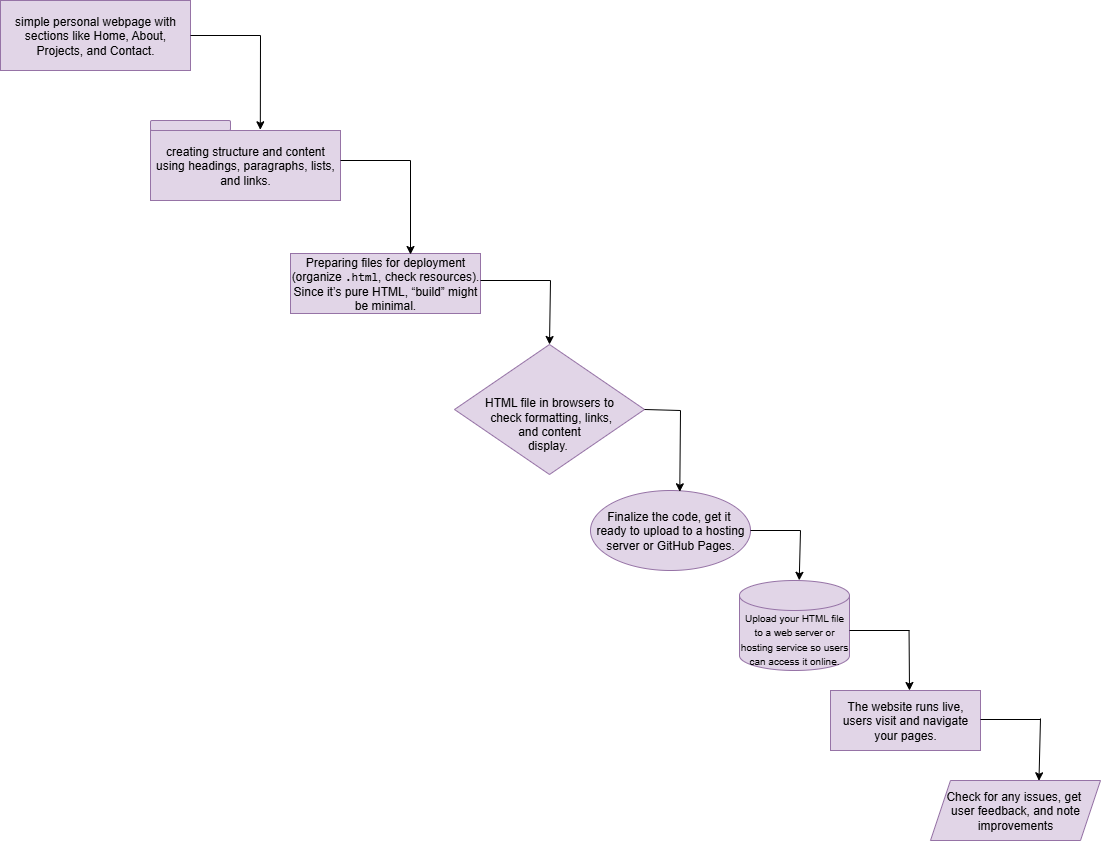 simple personal webpage with
sections like Home, About,
Projects, and Contact.
creating structure and content
using headings, paragraphs, lists,
and links.
Preparing files for deployment
(organize .html, check resources).
Since it’s pure HTML, “build” might
be minimal.
HTML file in browsers to
check formatting, links,
and content
display.
Finalize the code, get it
ready to upload to a hosting
server or GitHub Pages.
Upload your HTML file
to a web server or
hosting service so users
can access it online.
The website runs live,
users visit and navigate
your pages.
Check for any issues, get
user feedback, and note
improvements